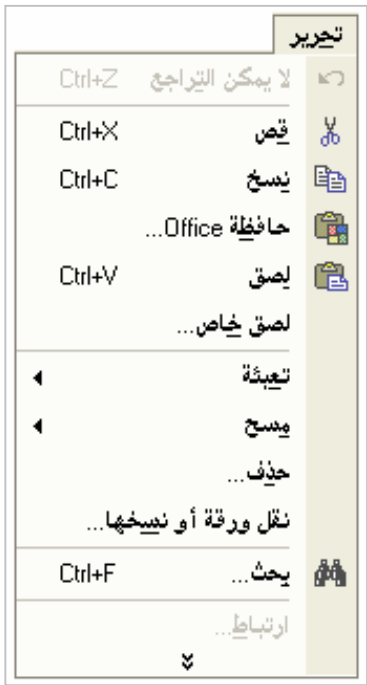 تحرير
لا يمكن التراجع Ctrl+Z
قص Ctrl+X
نسخ Ctrl+C
حافظة Office...
لصق Ctrl+V
لصق خاص...
تعبئة
مسح
حذف...
نقل ورقة أو نسخها...
بحث... Ctrl+F
ارتباط...